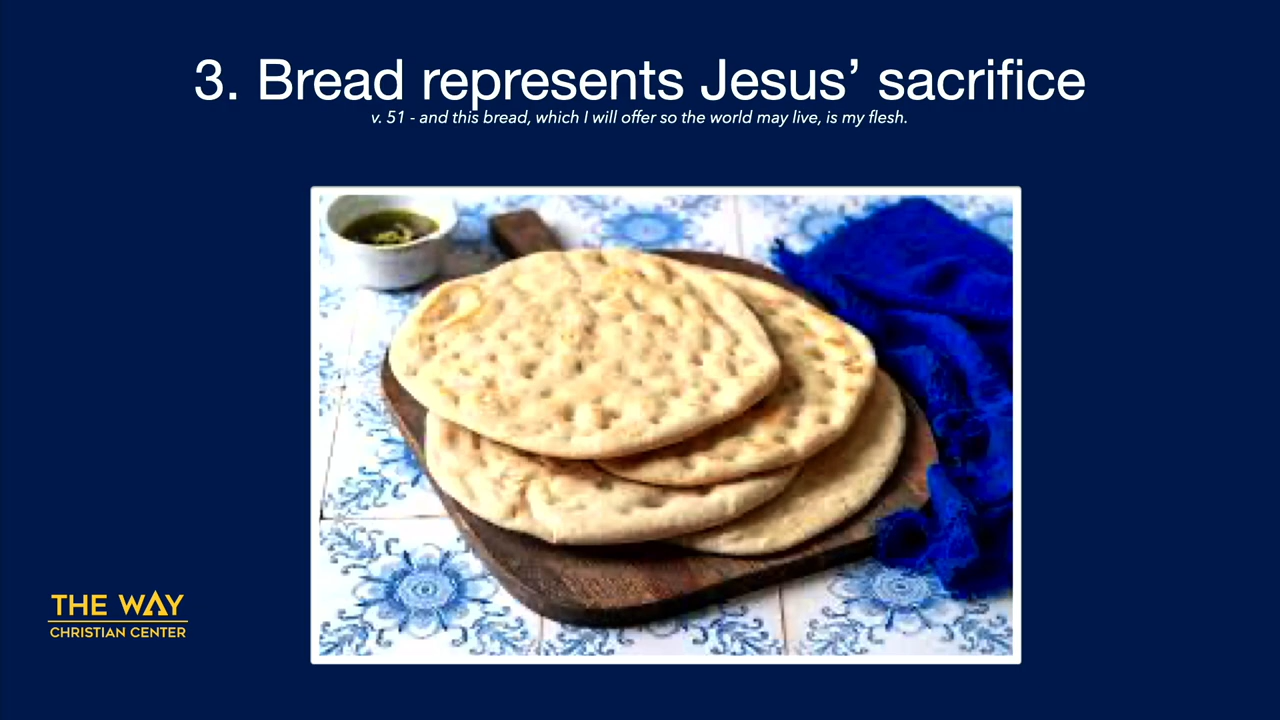 3. Bread represents Jesus’ sacrifice
v. 51 - and this bread, which I will offer so the world may live, is my flesh.
THE WAY
CHRISTIAN CENTER